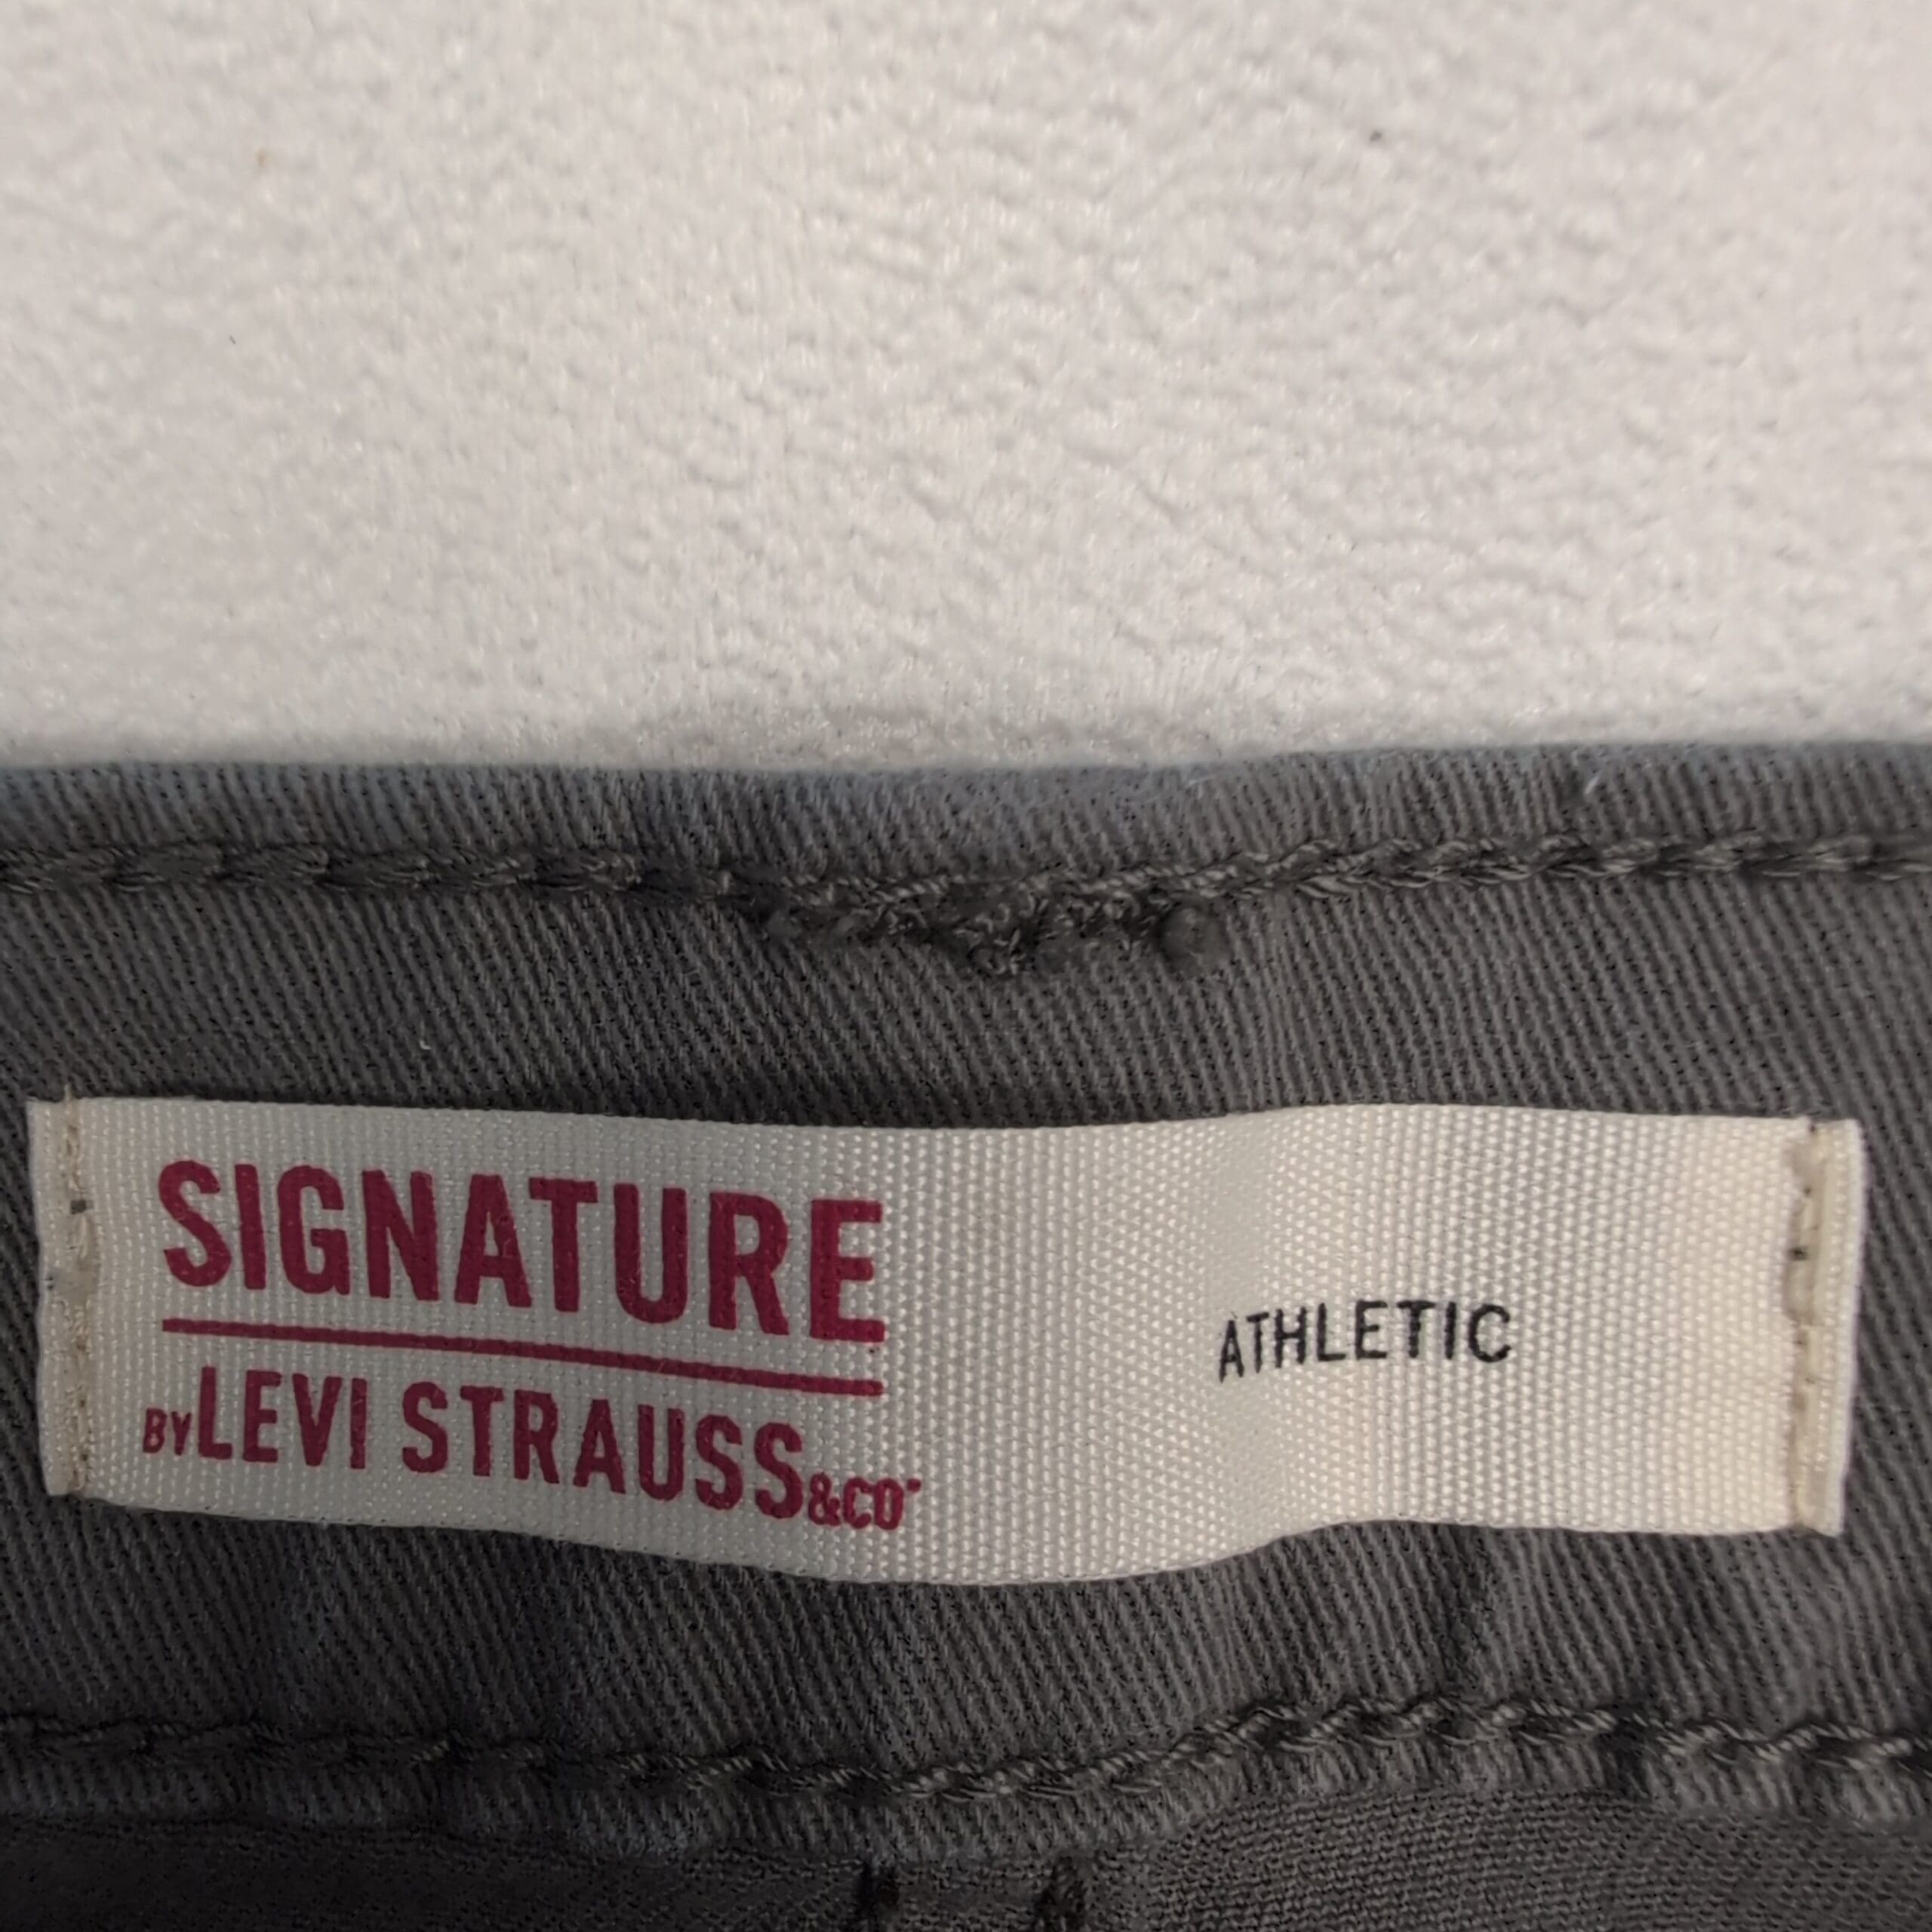 SIGNATURE
BY LEVI STRAUSS &CO
ATHLETIC